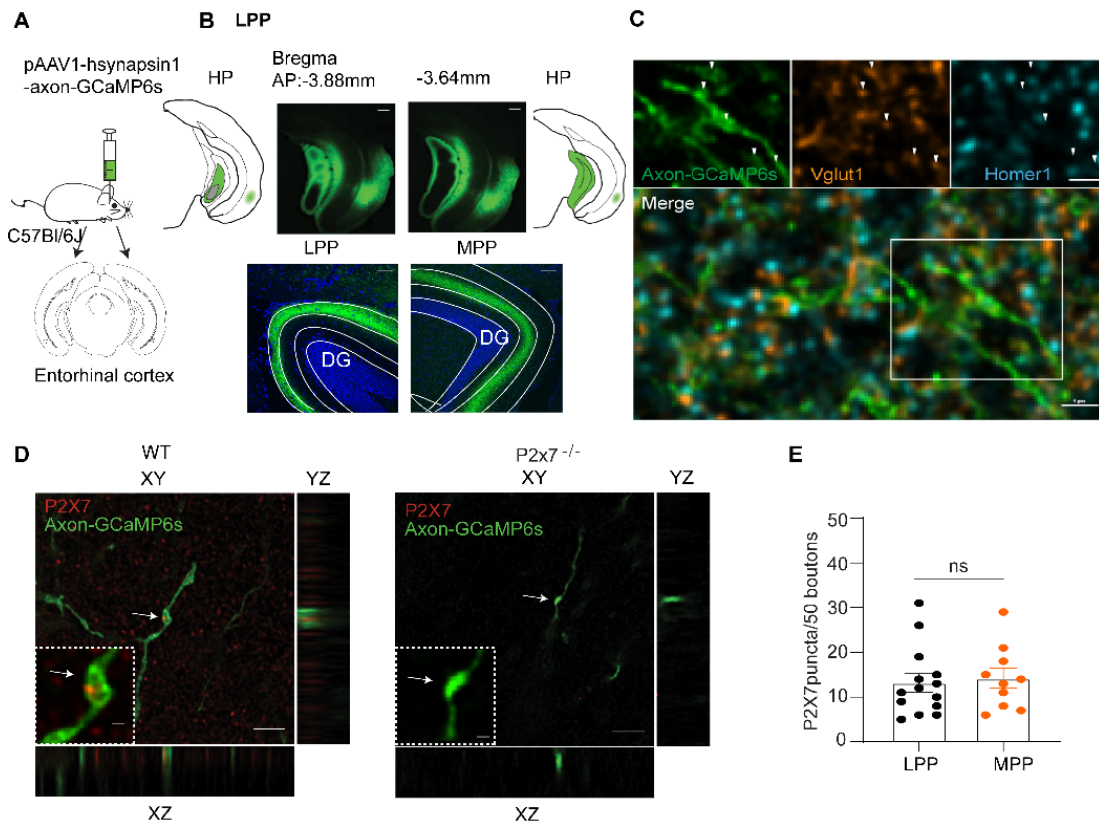 A
pAAV1-hsynapsin1
-axon-GCaMP6s
C57Bl/6J
Entorhinal cortex
B LPP
HP
Bregma
AP:-3.88mm
-3.64mm
HP
LPP
MPP
DG
DG
C
Axon-GCaMP6s
Vglut1
Homer1
Merge
D
WT
XY
YZ
P2X7
Axon-GCaMP6s
XZ
P2x7 -/-
XY
YZ
P2X7
Axon-GCaMP6s
XZ
E
P2X7puncta/50 boutons
50
40
30
20
10
0
ns
LPP
MPP